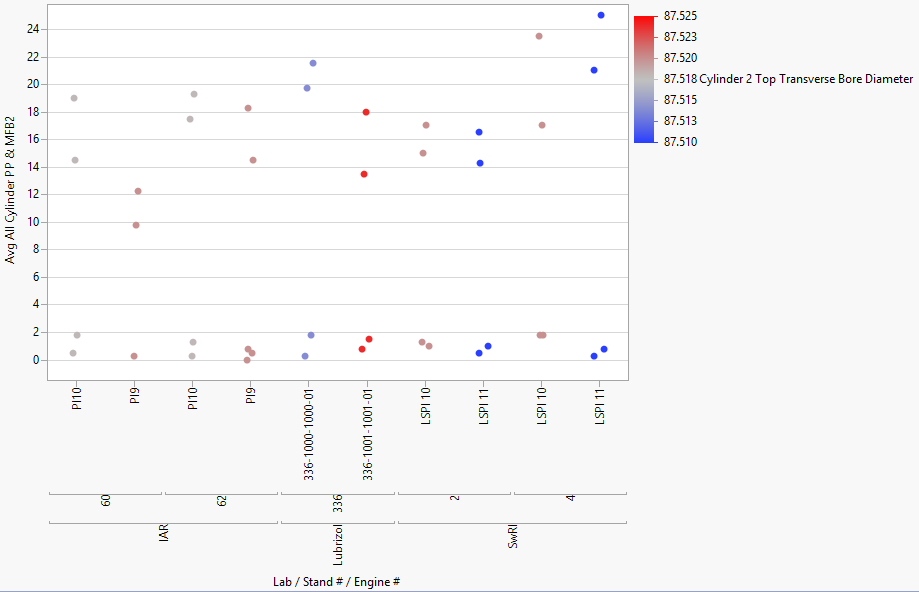 87.525
87.523
87.520
87.518
87.515
87.513
87.510
Cylinder 2 Top Transverse Bore Diameter
Avg All Cylinder PP & MFB2
24
22
20
18
16
14
12
10
8
6
4
2
0
PI10
PI9
PI10
PI9
336-1000-1000-01
336-1001-1001-01
LSPI 10
LSPI 11
LSPI 10
LSPI 11
60
62
336
2
4
IAR
Lubrizol
SwRI
Lab / Stand # / Engine #